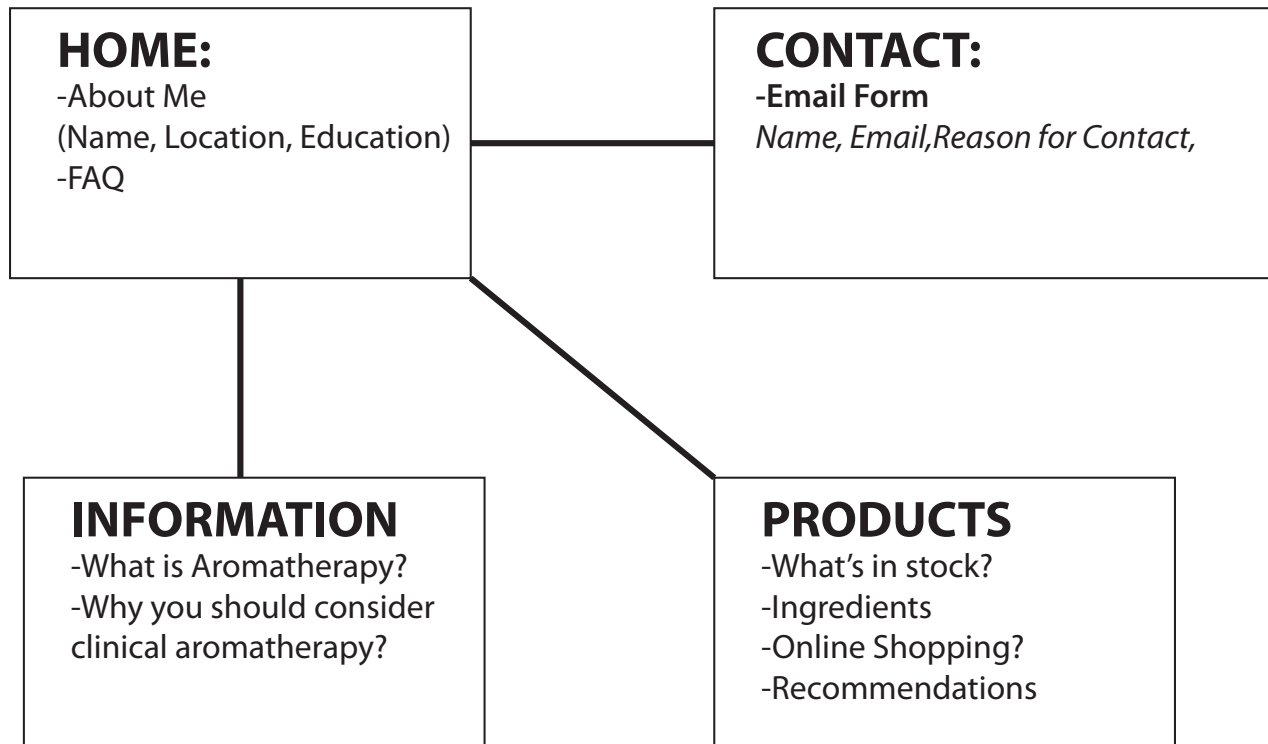 HOME:
-About Me
(Name, Location, Education)
-FAQ
CONTACT:
-Email Form
Name, Email,Reason for Contact,
INFORMATION
-What is Aromatherapy?
-Why you should consider
clinical aromatherapy?
PRODUCTS
-What’s in stock?
-Ingredients
-Online Shopping?
-Recommendations